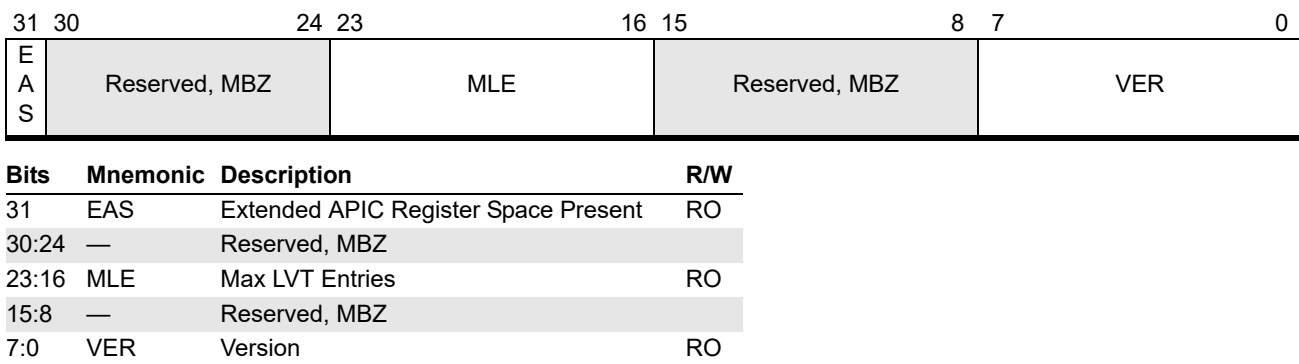 31 30 24 23 16 15 8 7 0
E
A
S
Reserved, MBZ MLE Reserved, MBZ VER
Bits Mnemonic Description R/W
31 EAS Extended APIC Register Space Present RO
30:24 — Reserved, MBZ
23:16 MLE Max LVT Entries RO
15:8 — Reserved, MBZ
7:0 VER Version RO